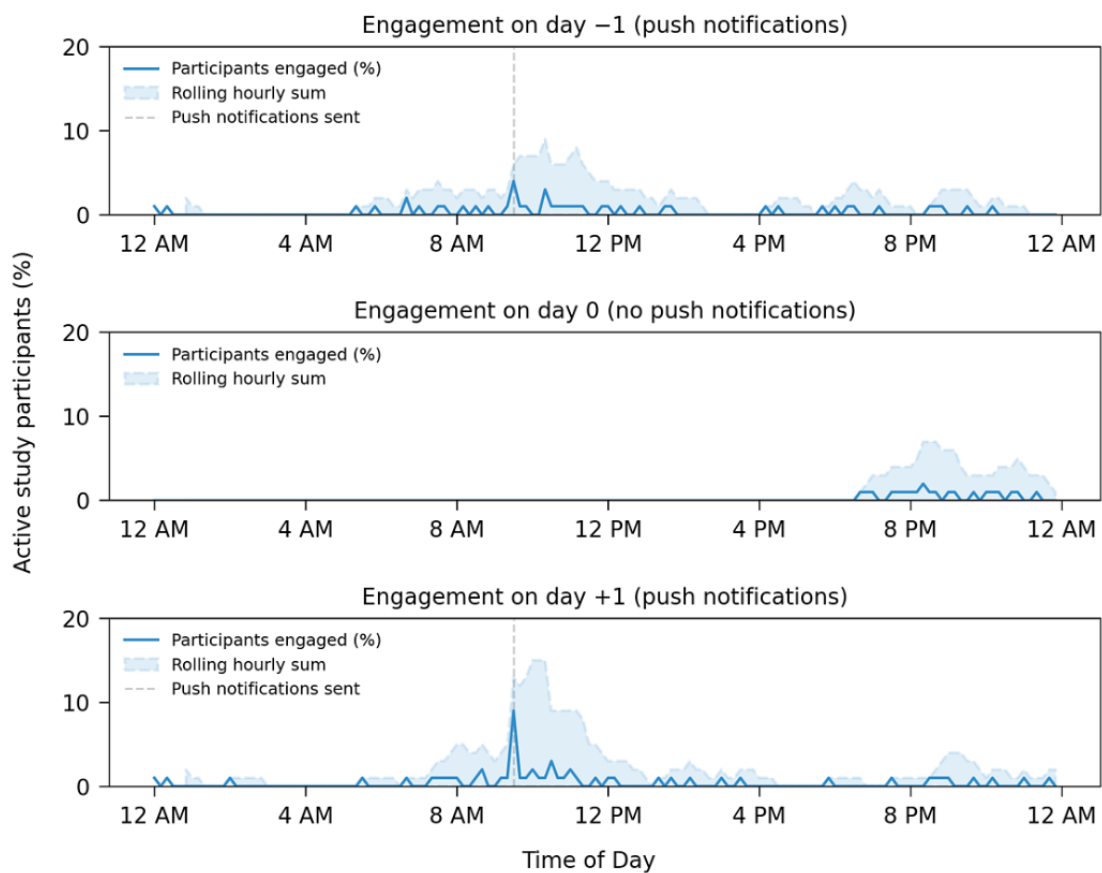 Engagement on day −1 (push notifications)
20
10
0
Participants engaged (%)
Rolling hourly sum
Push notifications sent
12 AM 4 AM 8 AM 12 PM 4 PM 8 PM 12 AM
Active study participants (%)
Engagement on day 0 (no push notifications)
20
10
0
Participants engaged (%)
Rolling hourly sum
12 AM 4 AM 8 AM 12 PM 4 PM 8 PM 12 AM
Engagement on day +1 (push notifications)
20
10
0
Participants engaged (%)
Rolling hourly sum
Push notifications sent
12 AM 4 AM 8 AM 12 PM 4 PM 8 PM 12 AM
Time of Day